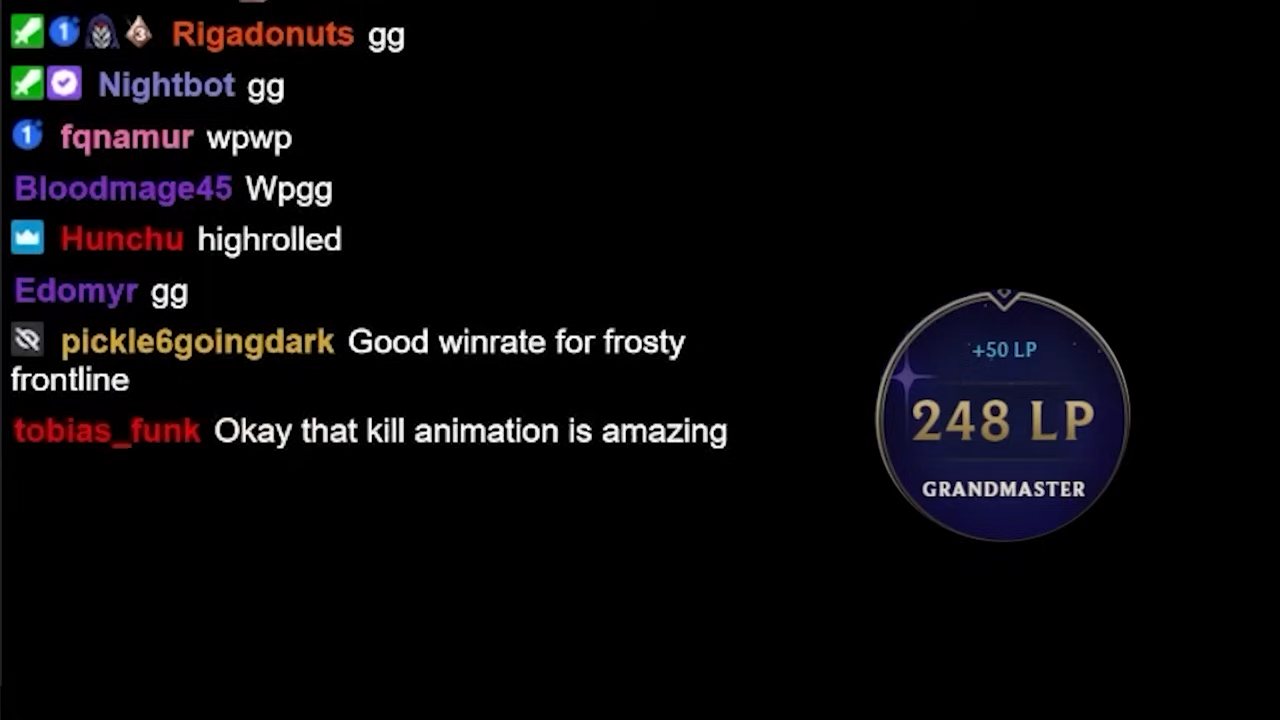 Rigadonuts gg
Nightbot gg
fqnamur wpwp
Bloodmage45 Wpgg
Hunchu highrolled
Edomyr gg
pickle6goingdark Good winrate for frosty
frontline
tobias_funk Okay that kill animation is amazing
+50 LP
248 LP
GRANDMASTER